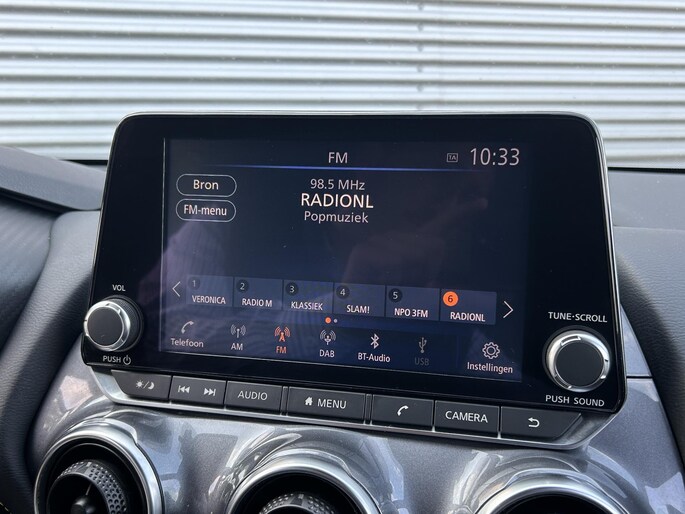 FM 1A 10:33
Bron
98.5 MHz
RADIONL
FM-menu
Popmuziek
1 VERONICA
2 RADIO M
3 KLASSIEK
4 SLAM!
5 NPO 3FM
6 RADIONL
VOL
PUSH
Telefoon
AM
FM
DAB
BT-Audio
USB
Instellingen
TUNE·SCROLL
PUSH SOUND
AUDIO
MENU
CAMERA